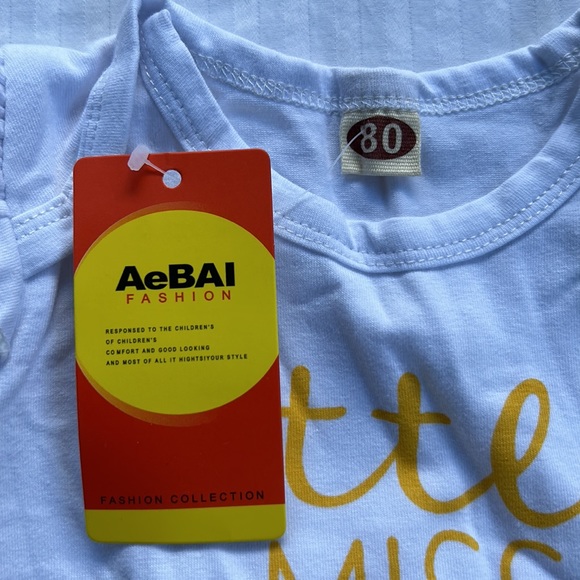 80
AeBAI
FASHION
RESPONSED TO THE CHILDREN'S
OF CHILDREN'S
COMFORT AND GOOD LOOKING
AND MOST OF ALL IT HIGHTSIYOUR STYLE
FASHION COLLECTION
ttle
MISS